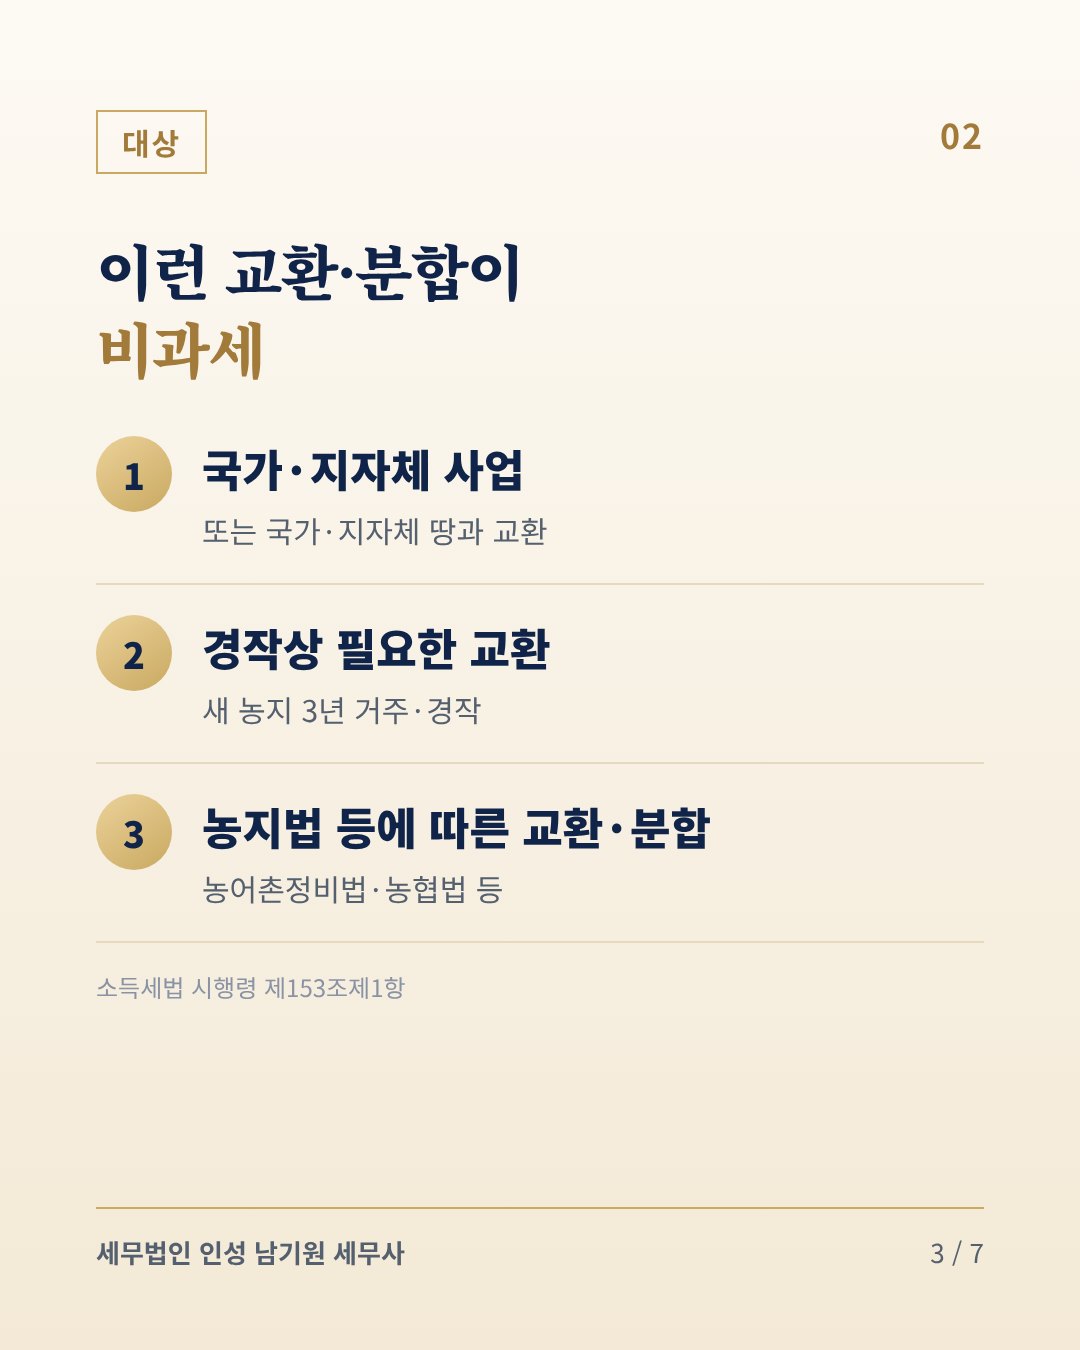 대상
02
이런 교환·분합이
비과세
1
국가·지자체 사업
또는 국가·지자체 땅과 교환
2
경작상 필요한 교환
새 농지 3년 거주·경작
3
농지법 등에 따른 교환·분합
농어촌정비법·농협법 등
소득세법 시행령 제153조제1항
세무법인 인성 남기원 세무사
3 / 7